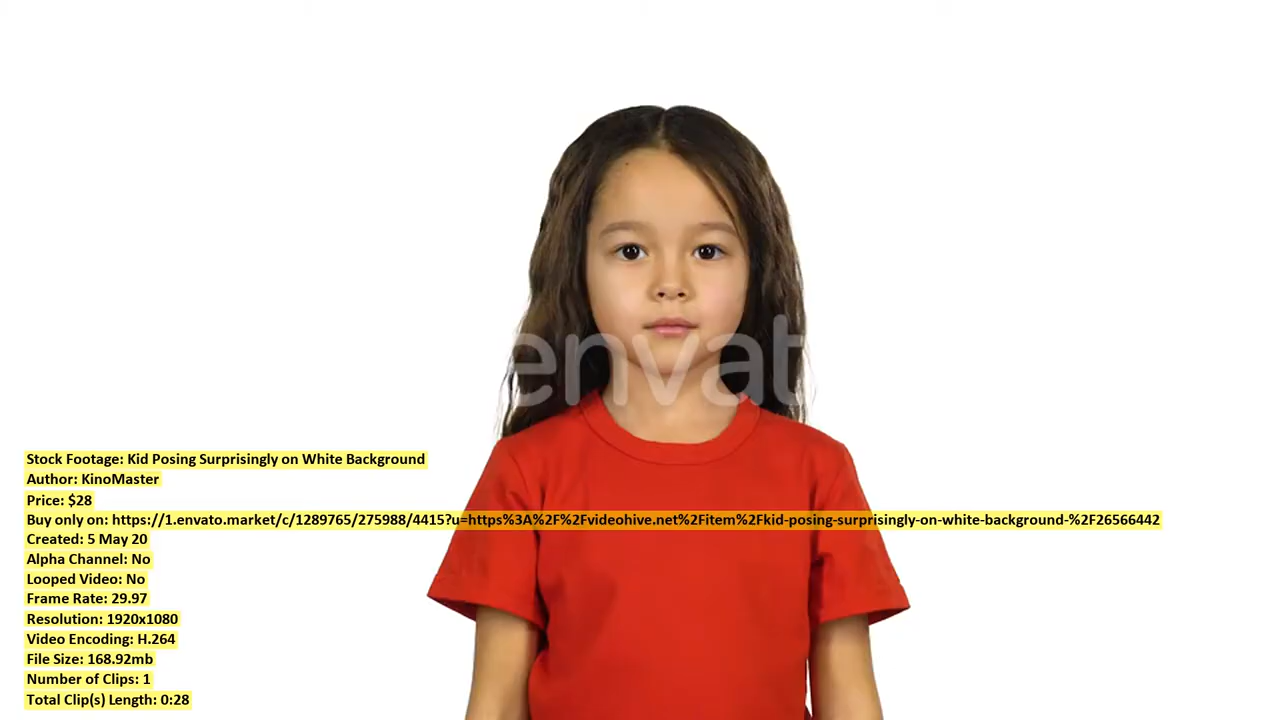 envat
Stock Footage: Kid Posing Surprisingly on White Background
Author: KinoMaster
Price: $28
Buy only on: https://1.envato.market/c/1289765/275988/4415?u=https%3A%2F%2Fvideohive.net%2Fitem%2Fkid-posing-surprisingly-on-white-background-%2F26566442
Created: 5 May 20
Alpha Channel: No
Looped Video: No
Frame Rate: 29.97
Resolution: 1920x1080
Video Encoding: H.264
File Size: 168.92mb
Number of Clips: 1
Total Clip(s) Length: 0:28